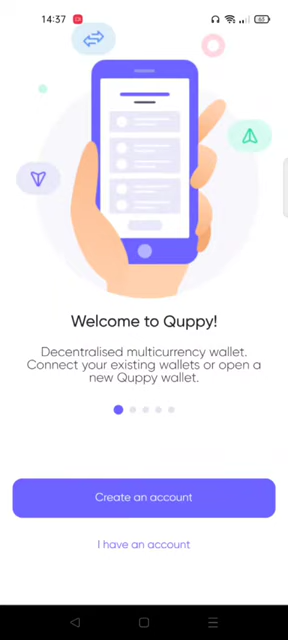 14:37
Welcome to Quppy!
Decentralised multicurrency wallet.
Connect your existing wallets or open a
new Quppy wallet.
Create an account
I have an account